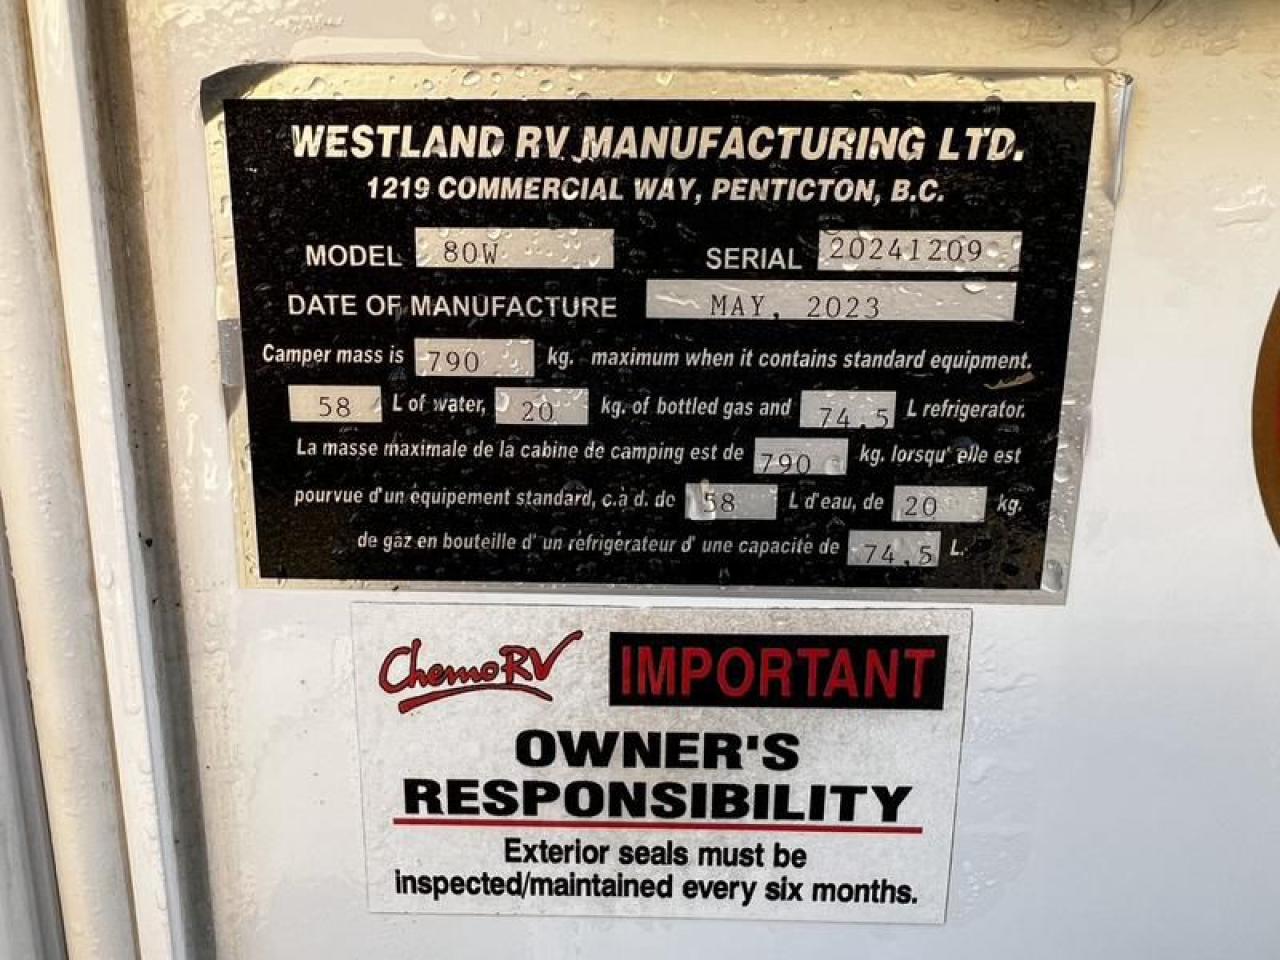 WESTLAND RV MANUFACTURING LTD.
1219 COMMERCIAL WAY, PENTICTON, B.C.
MODEL 80W SERIAL 20241209
DATE OF MANUFACTURE MAY, 2023
Camper mass is 790 kg. maximum when it contains standard equipment.
58 L of water, 20 kg. of bottled gas and 74.5 L refrigerator.
La masse maximale de la cabine de camping est de 790 kg. lorsqu' elle est
pourvue d'un équipement standard, c.à d. de 58 L d'eau, de 20 kg.
de gaz en bouteille d' un réfrigérateur d' une capacité de 74.5 L.
Chemo RV IMPORTANT
OWNER'S
RESPONSIBILITY
Exterior seals must be
inspected/maintained every six months.